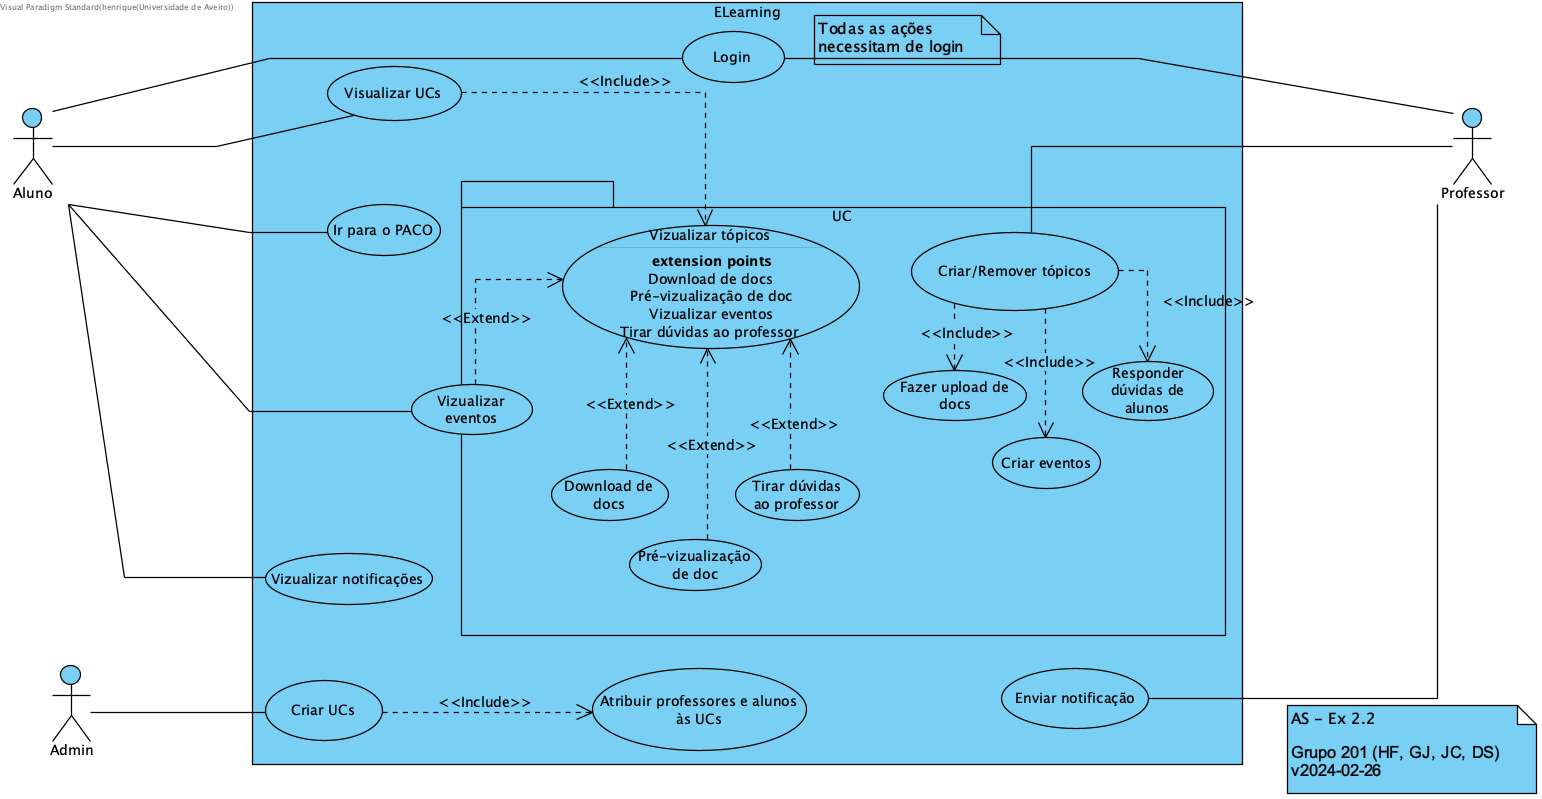 Visual Paradigm Standard(henrique(Universidade de Aveiro))
ELearning
Todas as ações
necessitam de login
Login
<<Include>>
Visualizar UCs
Aluno
Professor
UC
Ir para o PACO
Vizualizar tópicos
extension points
Download de docs
Pré-vizualização de doc
Vizualizar eventos
Tirar dúvidas ao professor
Criar/Remover tópicos
<<Include>>
<<Extend>>
<<Include>>
<<Include>>
Fazer upload de
docs
Responder
dúvidas de
alunos
Vizualizar
eventos
<<Extend>>
<<Extend>>
<<Extend>>
Criar eventos
Download de
docs
Tirar dúvidas
ao professor
Pré-vizualização
de doc
Vizualizar notificações
Admin
Criar UCs
<<Include>>
Atribuir professores e alunos
às UCs
Enviar notificação
AS - Ex 2.2
Grupo 201 (HF, GJ, JC, DS)
v2024-02-26